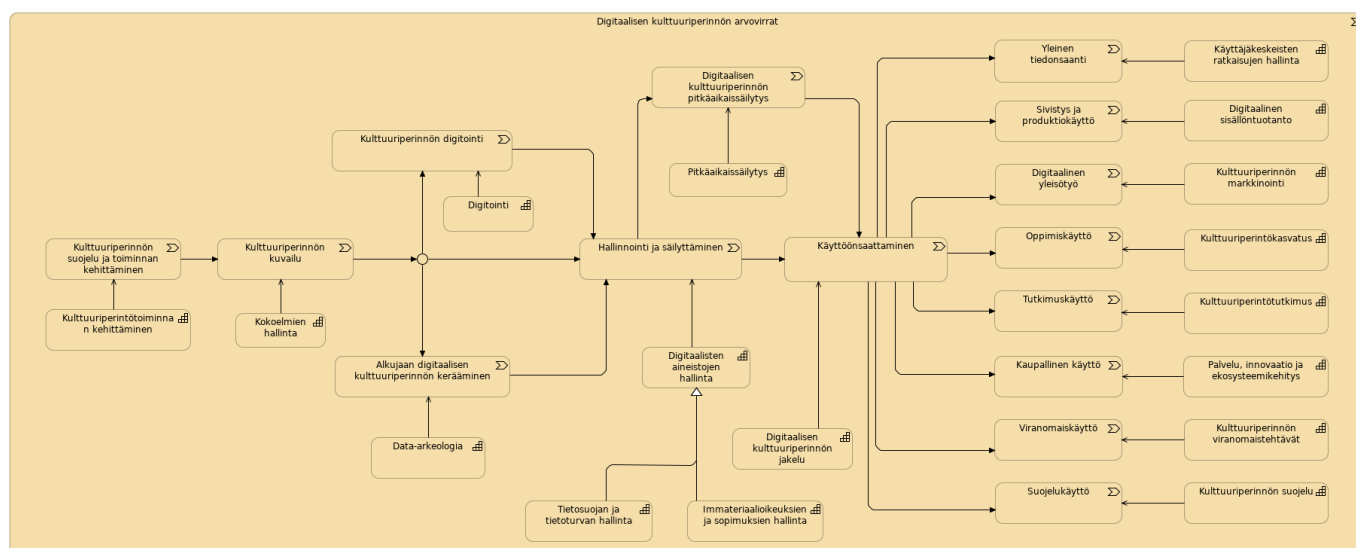 Digitaalisen kulttuuriperinnön arvovirrat
Yleinen
tiedonsaanti
Käyttäjäkeskeisten
ratkaisujen hallinta
Digitaalisen
kulttuuriperinnön
pitkäaikaissäilytys
Sivistys ja
produktiokäyttö
Digitaalinen
sisällöntuotanto
Kulttuuriperinnön digitointi
Pitkäaikaissäilytys
Digitaalinen
yleisötyö
Kulttuuriperinnön
markkinointi
Digitointi
Kulttuuriperinnön
suojelu ja toiminnan
kehittäminen
Kulttuuriperinnön
kuvailu
Hallinnointi ja säilyttäminen
Käyttöönsaattaminen
Oppimiskäyttö
Kulttuuriperintökasvatus
Kulttuuriperintötoiminna
n kehittäminen
Kokoelmien
hallinta
Tutkimuskäyttö
Kulttuuriperintötutkimus
Alkujaan digitaalisen
kulttuuriperinnön kerääminen
Digitaalisten
aineistojen
hallinta
Kaupallinen käyttö
Palvelu, innovaatio ja
ekosysteemikehitys
Data-arkeologia
Digitaalisen
kulttuuriperinnön
jakelu
Viranomaiskäyttö
Kulttuuriperinnön
viranomaistehtävät
Tietosuojan ja
tietoturvan hallinta
Immateriaalioikeuksien
ja sopimuksien hallinta
Suojelukäyttö
Kulttuuriperinnön suojelu